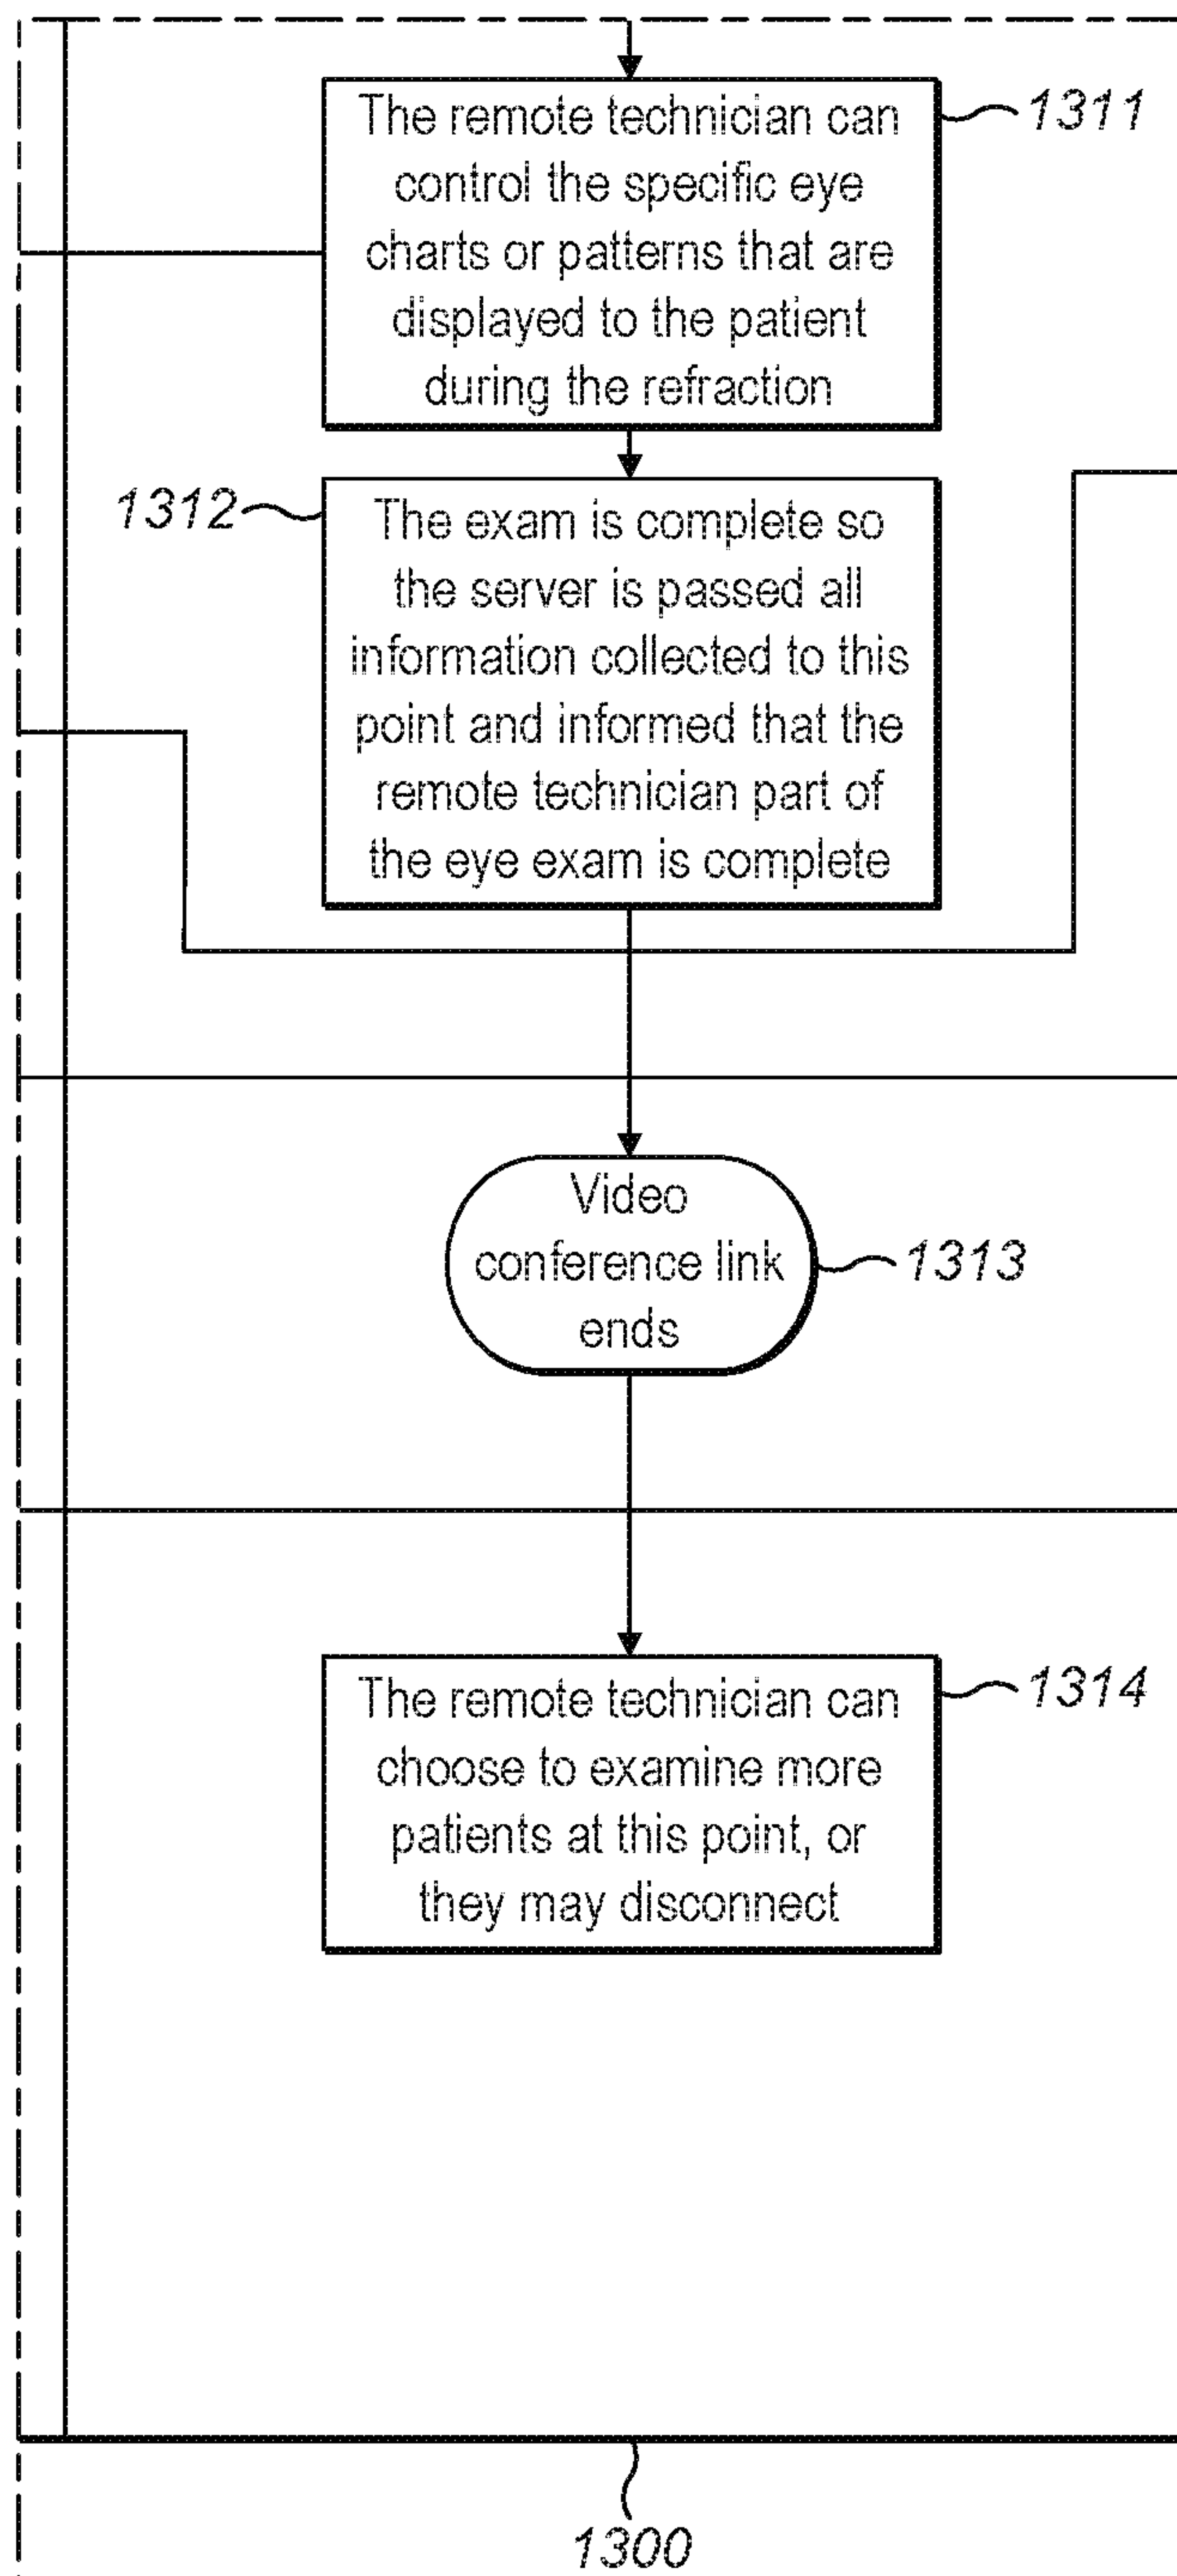 The remote technician can
control the specific eye
charts or patterns that are
displayed to the patient
during the refraction
1311
1312
The exam is complete so
the server is passed all
information collected to this
point and informed that the
remote technician part of
the eye exam is complete
Video
conference link
ends
1313
The remote technician can
choose to examine more
patients at this point, or
they may disconnect
1314
1300